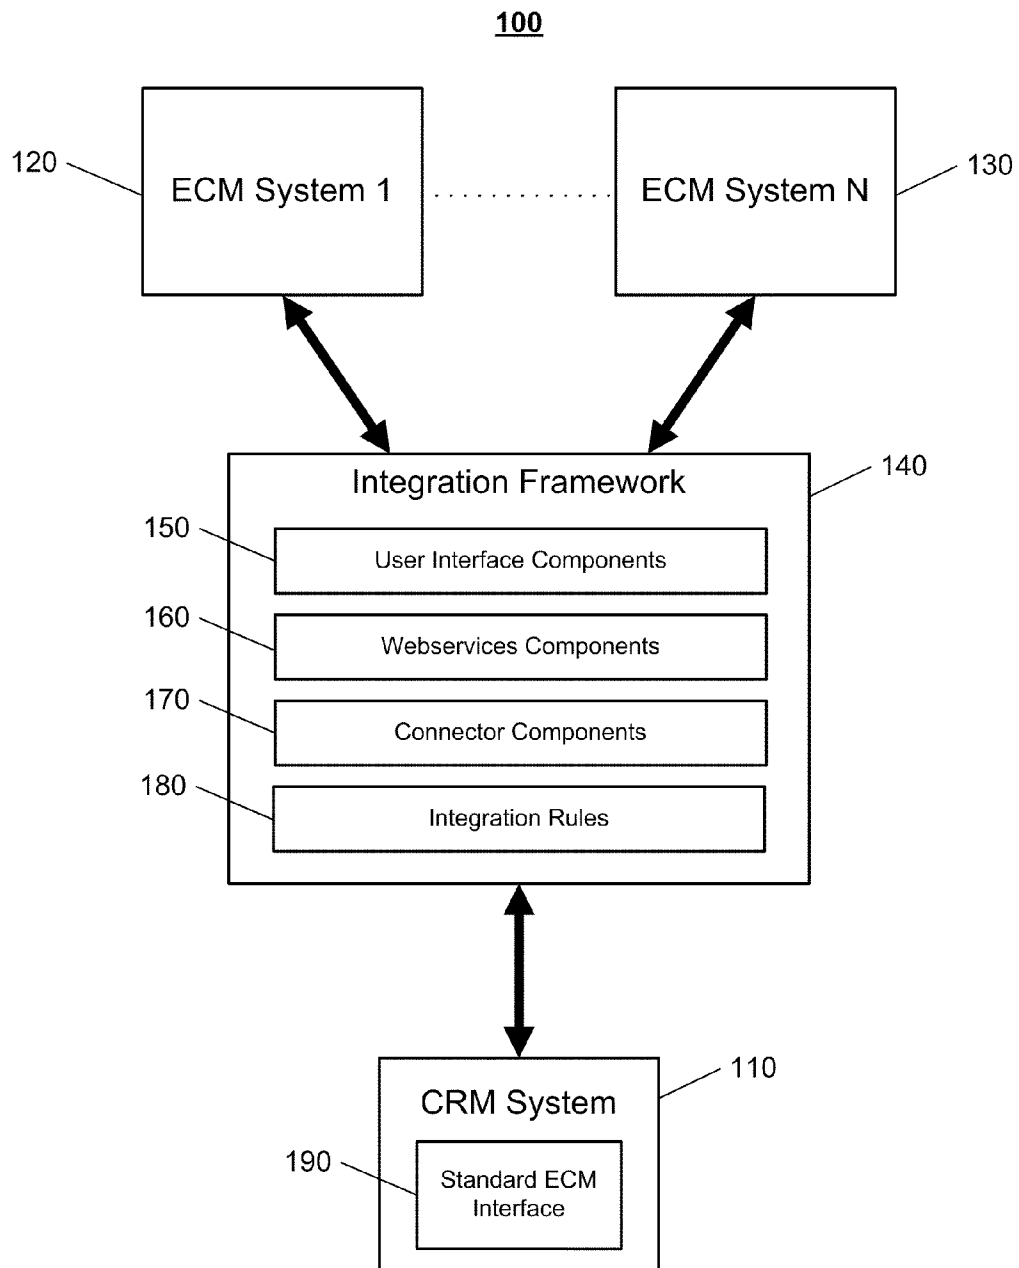 100
120
ECM System 1
ECM System N
130
Integration Framework
140
150
User Interface Components
160
Webservices Components
170
Connector Components
180
Integration Rules
CRM System
110
190
Standard ECM
Interface